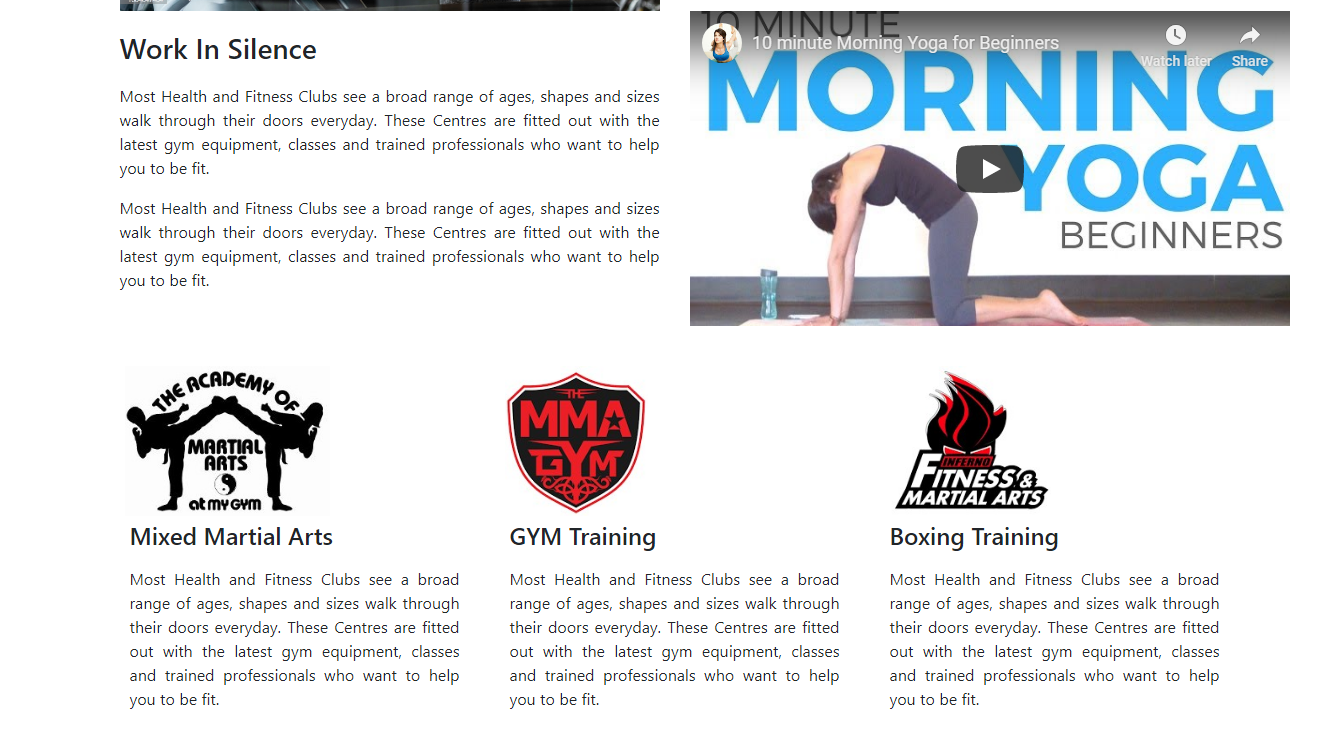 Work In Silence
Most Health and Fitness Clubs see a broad range of ages, shapes and sizes
walk through their doors everyday. These Centres are fitted out with the
latest gym equipment, classes and trained professionals who want to help
you to be fit.
Most Health and Fitness Clubs see a broad range of ages, shapes and sizes
walk through their doors everyday. These Centres are fitted out with the
latest gym equipment, classes and trained professionals who want to help
you to be fit.
10 MINUTE
10 minute Morning Yoga for Beginners
Watch later
Share
MORNING
YOGA
BEGINNERS
THE ACADEMY OF
MARTIAL
ARTS
at my GYM
Mixed Martial Arts
Most Health and Fitness Clubs see a broad
range of ages, shapes and sizes walk through
their doors everyday. These Centres are fitted
out with the latest gym equipment, classes
and trained professionals who want to help
you to be fit.
THE
MMA
GYM
GYM Training
Most Health and Fitness Clubs see a broad
range of ages, shapes and sizes walk through
their doors everyday. These Centres are fitted
out with the latest gym equipment, classes
and trained professionals who want to help
you to be fit.
INFERNO
FITNESS &
MARTIAL ARTS
Boxing Training
Most Health and Fitness Clubs see a broad
range of ages, shapes and sizes walk through
their doors everyday. These Centres are fitted
out with the latest gym equipment, classes
and trained professionals who want to help
you to be fit.